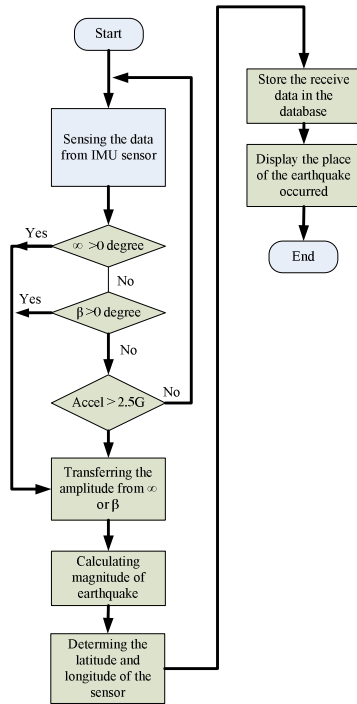 Start
Sensing the data
from IMU sensor
Yes
∞ >0 degree
No
Yes
β>0 degree
No
Accel > 2.5G
No
Transferring the
amplitude from ∞
or β
Calculating
magnitude of
earthquake
Determing the
latitude and
longitude of the
sensor
Store the receive
data in the
database
Display the place
of the earthquake
occurred
End